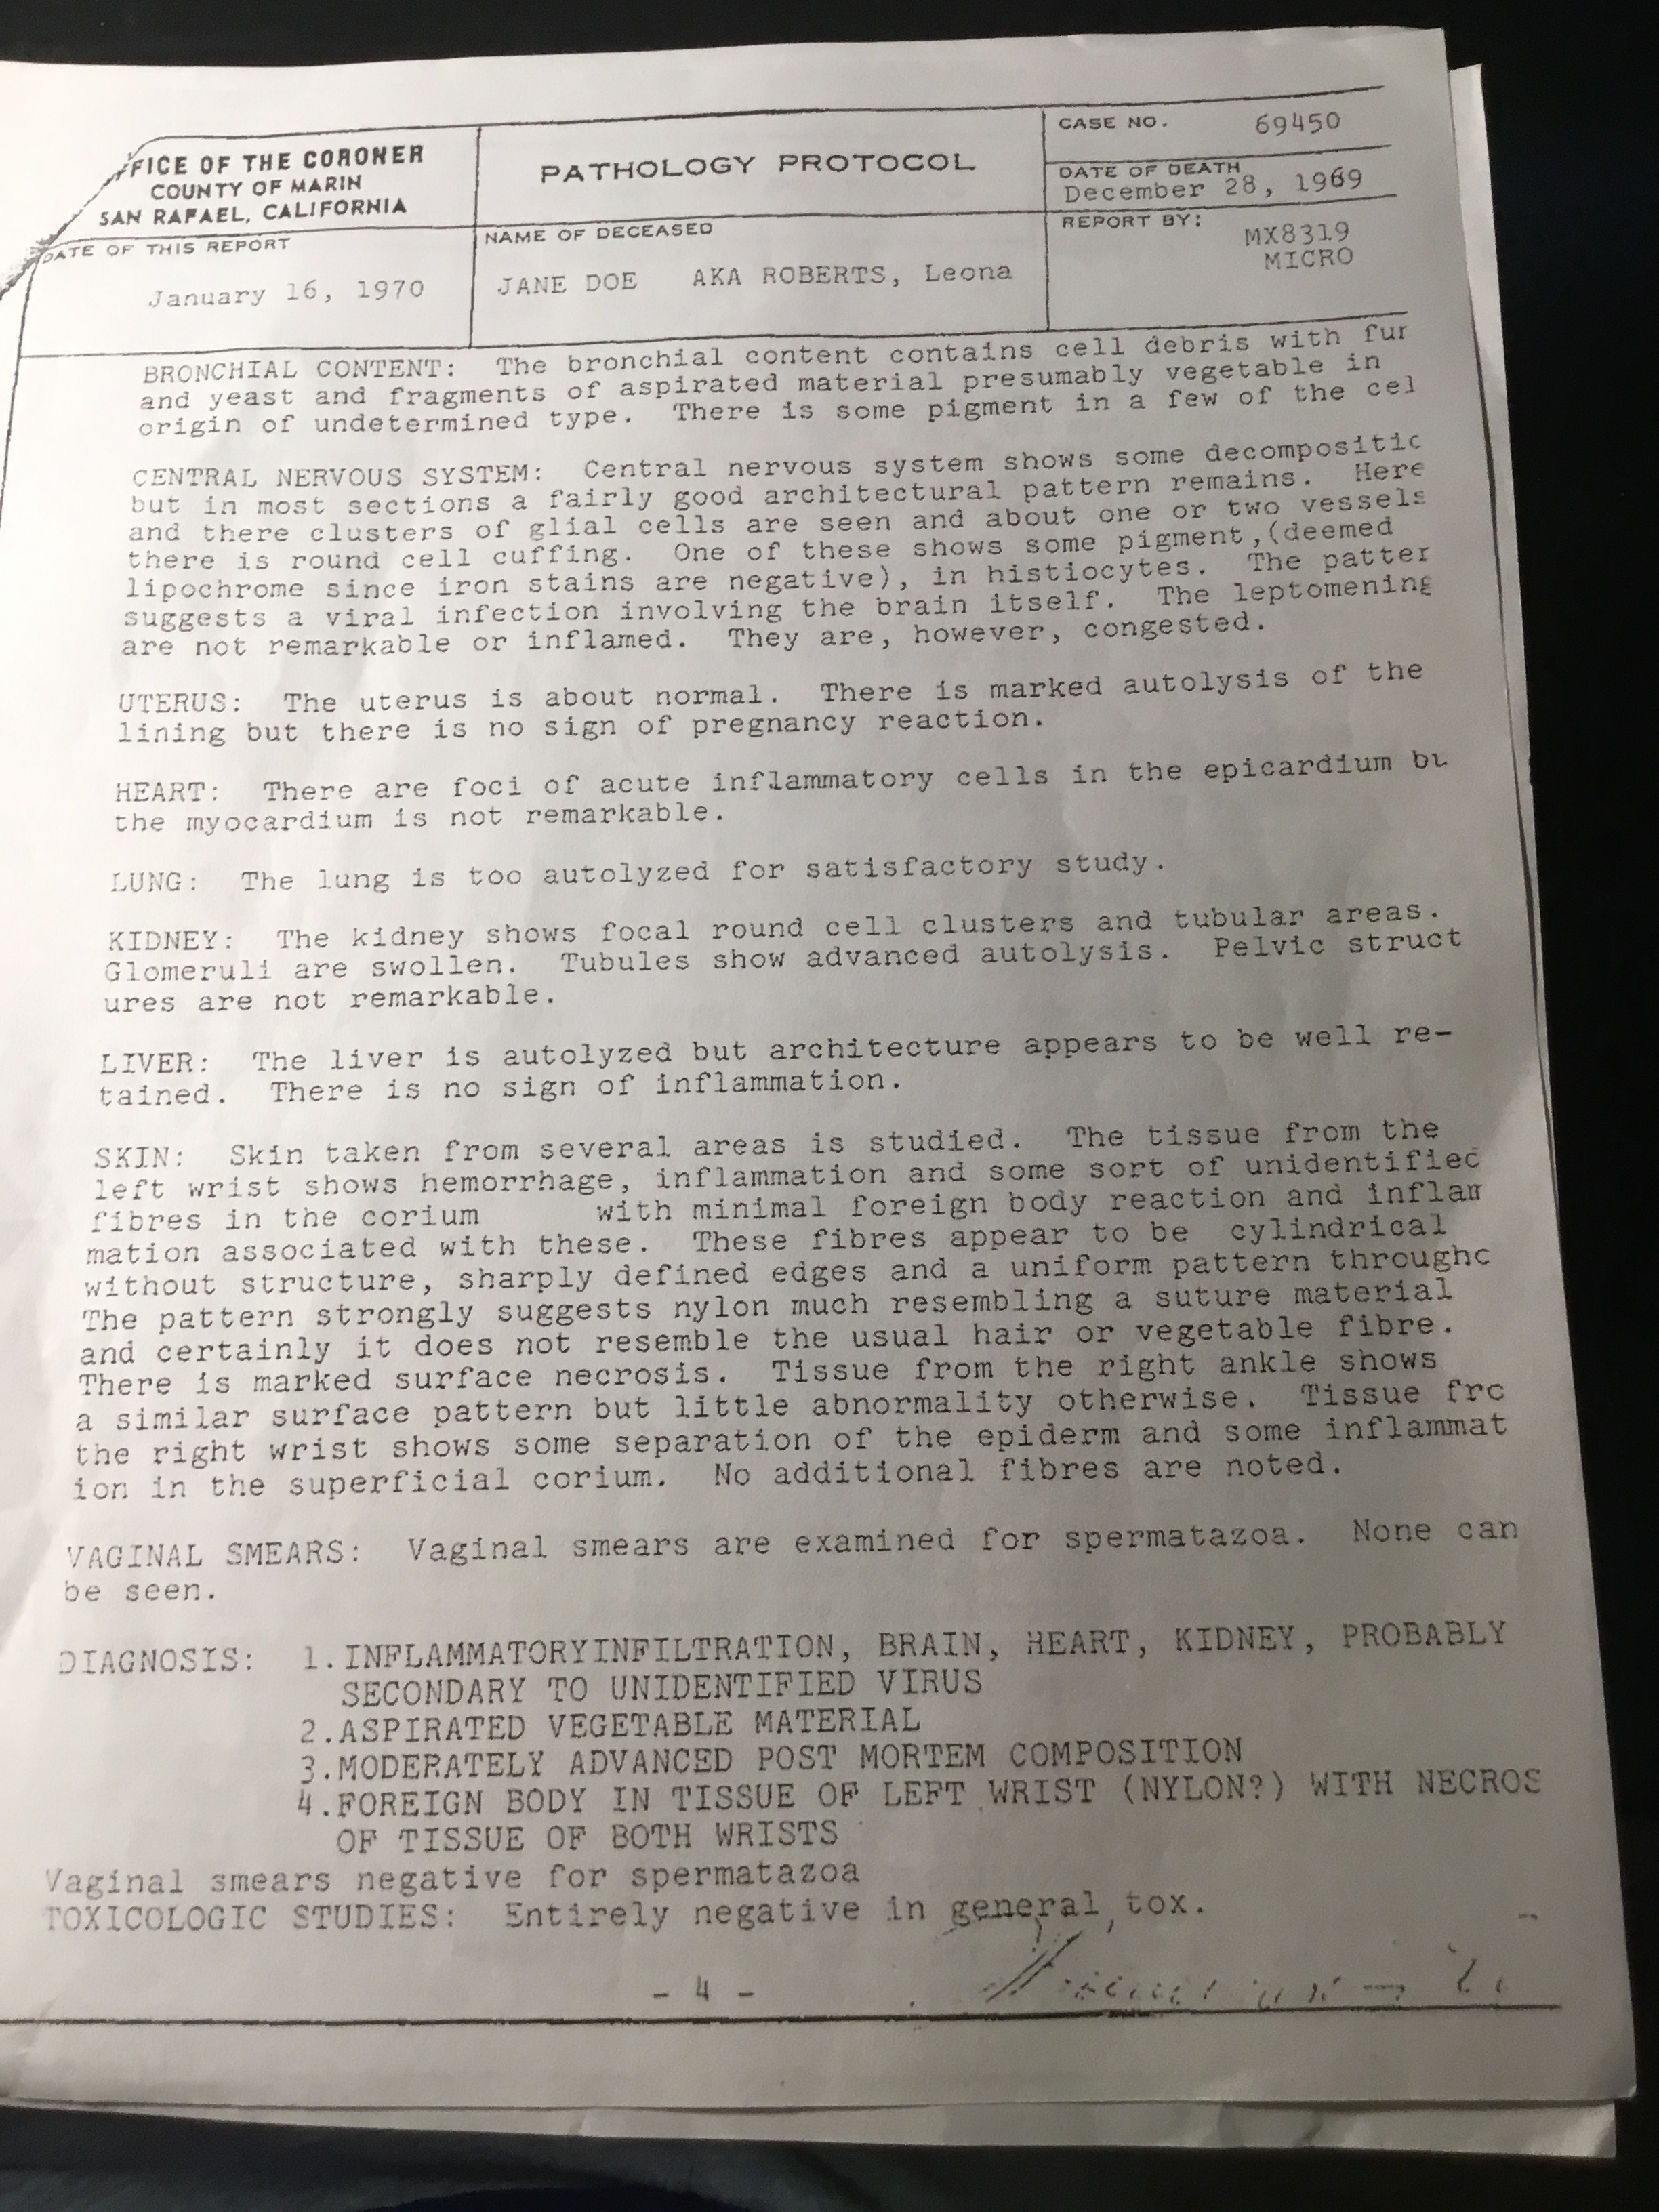 FFICE OF THE CORONER
COUNTY OF MARIN
SAN RAFAEL, CALIFORNIA
PATHOLOGY PROTOCOL
CASE NO. 69450
DATE OF DEATH
December 28, 1969
DATE OF THIS REPORT
January 16, 1970
NAME OF DECEASED
JANE DOE AKA ROBERTS, Leona
REPORT BY: MX8319
MICRO
BRONCHIAL CONTENT: The bronchial content contains cell debris with fur
and yeast and fragments of aspirated material presumably vegetable in
origin of undetermined type. There is some pigment in a few of the cel
CENTRAL NERVOUS SYSTEM: Central nervous system shows some decompositic
but in most sections a fairly good architectural pattern remains. Here
and there clusters of glial cells are seen and about one or two vessels
there is round cell cuffing. One of these shows some pigment,(deemed
lipochrome since iron stains are negative), in histiocytes. The patter
suggests a viral infection involving the brain itself. The leptomening
are not remarkable or inflamed. They are, however, congested.
UTERUS: The uterus is about normal. There is marked autolysis of the
lining but there is no sign of pregnancy reaction.
HEART: There are foci of acute inflammatory cells in the epicardium bu
the myocardium is not remarkable.
LUNG: The lung is too autolyzed for satisfactory study.
KIDNEY: The kidney shows focal round cell clusters and tubular areas.
Glomeruli are swollen. Tubules show advanced autolysis. Pelvic struct
ures are not remarkable.
LIVER: The liver is autolyzed but architecture appears to be well re-
tained. There is no sign of inflammation.
SKIN: Skin taken from several areas is studied. The tissue from the
left wrist shows hemorrhage, inflammation and some sort of unidentified
fibres in the corium with minimal foreign body reaction and inflam
mation associated with these. These fibres appear to be cylindrical
without structure, sharply defined edges and a uniform pattern througho
The pattern strongly suggests nylon much resembling a suture material
and certainly it does not resemble the usual hair or vegetable fibre.
There is marked surface necrosis. Tissue from the right ankle shows
a similar surface pattern but little abnormality otherwise. Tissue fro
the right wrist shows some separation of the epiderm and some inflammat
ion in the superficial corium. No additional fibres are noted.
VAGINAL SMEARS: Vaginal smears are examined for spermatazoa. None can
be seen.
DIAGNOSIS: 1.INFLAMMATORYINFILTRATION, BRAIN, HEART, KIDNEY, PROBABLY
SECONDARY TO UNIDENTIFIED VIRUS
2.ASPIRATED VEGETABLE MATERIAL
3.MODERATELY ADVANCED POST MORTEM COMPOSITION
4.FOREIGN BODY IN TISSUE OF LEFT WRIST (NYLON?) WITH NECROS
OF TISSUE OF BOTH WRISTS
Vaginal smears negative for spermatazoa
TOXICOLOGIC STUDIES: Entirely negative in general tox.
- 4 -